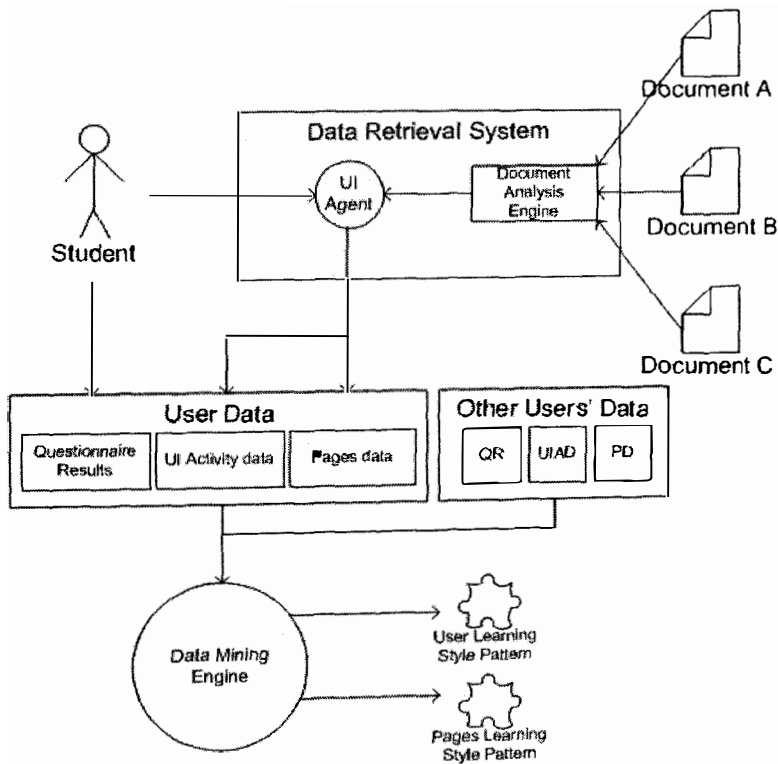 Document A
Data Retrieval System
UI
Agent
Document
Analysis
Engine
Student
Document B
Document C
User Data
Questionnaire
Results
UI Activity data
Pages data
Other Users' Data
QR
UIAD
PD
Data Mining
Engine
User Learning
Style Pattern
Pages Learning
Style Pattern